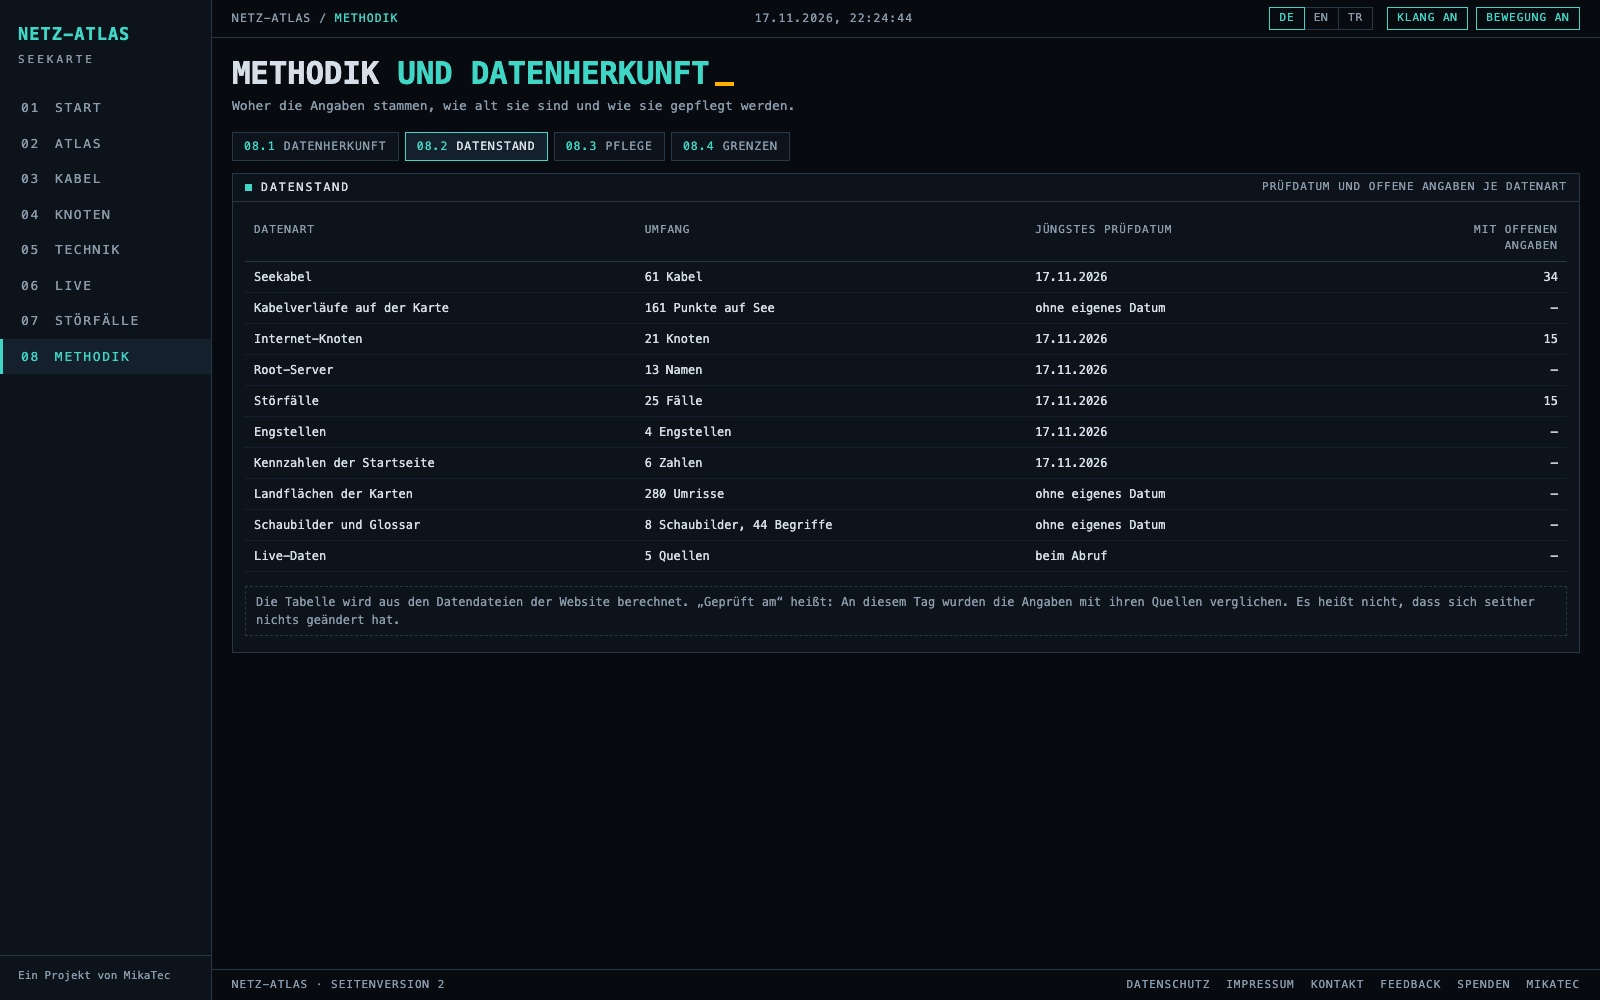 NETZ-ATLAS
SEEKARTE
01 START
02 ATLAS
03 KABEL
04 KNOTEN
05 TECHNIK
06 LIVE
07 STÖRFÄLLE
08 METHODIK
Ein Projekt von MikaTec
NETZ-ATLAS / METHODIK 17.11.2026, 22:24:44 DE EN TR KLANG AN BEWEGUNG AN
METHODIK UND DATENHERKUNFT_
Woher die Angaben stammen, wie alt sie sind und wie sie gepflegt werden.
08.1 DATENHERKUNFT 08.2 DATENSTAND 08.3 PFLEGE 08.4 GRENZEN
DATENSTAND PRÜFDATUM UND OFFENE ANGABEN JE DATENART
DATENART UMFANG JÜNGSTES PRÜFDATUM MIT OFFENEN
ANGABEN
Seekabel 61 Kabel 17.11.2026 34
Kabelverläufe auf der Karte 161 Punkte auf See ohne eigenes Datum –
Internet-Knoten 21 Knoten 17.11.2026 15
Root-Server 13 Namen 17.11.2026 –
Störfälle 25 Fälle 17.11.2026 15
Engstellen 4 Engstellen 17.11.2026 –
Kennzahlen der Startseite 6 Zahlen 17.11.2026 –
Landflächen der Karten 280 Umrisse ohne eigenes Datum –
Schaubilder und Glossar 8 Schaubilder, 44 Begriffe ohne eigenes Datum –
Live-Daten 5 Quellen beim Abruf –
Die Tabelle wird aus den Datendateien der Website berechnet. „Geprüft am“ heißt: An diesem Tag wurden die Angaben mit ihren Quellen verglichen. Es heißt nicht, dass sich seither
nichts geändert hat.
NETZ-ATLAS · SEITENVERSION 2 DATENSCHUTZ IMPRESSUM KONTAKT FEEDBACK SPENDEN MIKATEC